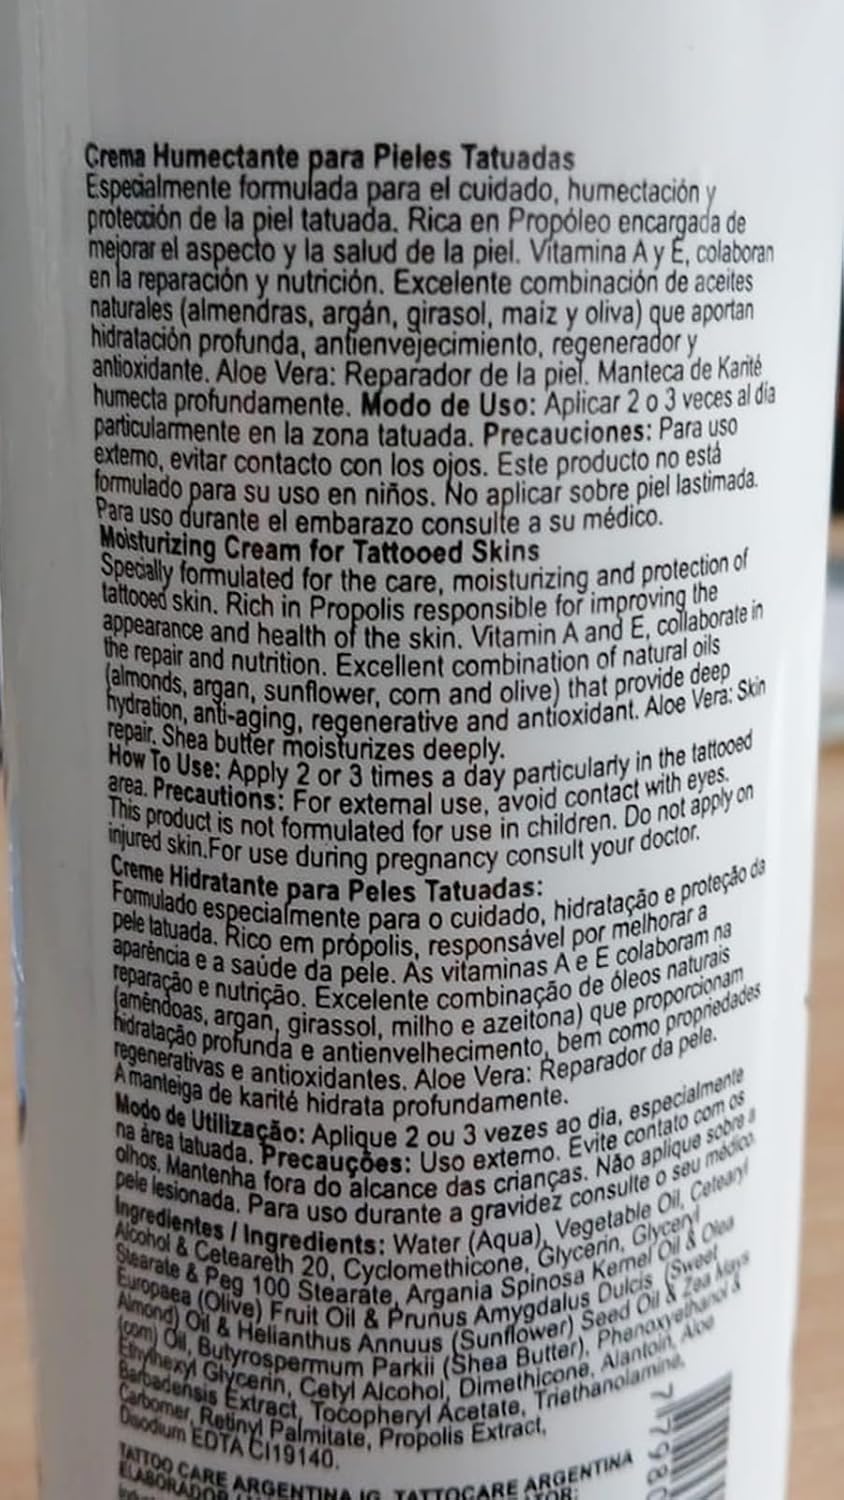 Crema Humectante para Pieles Tatuadas
Especialmente formulada para el cuidado, humectación y
protección de la piel tatuada. Rica en Propóleo encargada de
mejorar el aspecto y la salud de la piel. Vitamina A y E, colaboran
en la reparación y nutrición. Excelente combinación de aceites
naturales (almendras, argán, girasol, maiz y oliva) que aportan
hidratación profunda, antienvejecimiento, regenerador y
antioxidante. Aloe Vera: Reparador de la piel. Manteca de Karité
humecta profundamente. Modo de Uso: Aplicar 2 o 3 veces al día
particularmente en la zona tatuada. Precauciones: Para uso
externo, evitar contacto con los ojos. Este producto no está
formulado para su uso en niños. No aplicar sobre piel lastimada.
Para uso durante el embarazo consulte a su médico.
Moisturizing Cream for Tattooed Skins
Specially formulated for the care, moisturizing and protection of
tattooed skin. Rich in Propolis responsible for improving the
appearance and health of the skin. Vitamin A and E, collaborate in
the repair and nutrition. Excellent combination of natural oils
(almonds, argan, sunflower, corn and olive) that provide deep
hydration, anti-aging, regenerative and antioxidant. Aloe Vera: Skin
repair. Shea butter moisturizes deeply.
How To Use: Apply 2 or 3 times a day particularly in the tattooed
area. Precautions: For external use, avoid contact with eyes.
This product is not formulated for use in children. Do not apply on
injured skin.For use during pregnancy consult your doctor.
Creme Hidratante para Peles Tatuadas:
Formulado especialmente para o cuidado, hidratação e proteção da
pele tatuada. Rico em própolis, responsável por melhorar a
aparência e a saúde da pele. As vitaminas A e E colaboram na
reparação e nutrição. Excelente combinação de óleos naturais
(amêndoas, argan, girassol, milho e azeitona) que proporcionam
hidratação profunda e antienvelhecimento, bem como propriedades
regenerativas e antioxidantes. Aloe Vera: Reparador da pele.
A manteiga de karité hidrata profundamente.
Modo de Utilização: Aplique 2 ou 3 vezes ao dia, especialmente
na área tatuada. Precauções: Uso externo. Evite contato com os
olhos. Mantenha fora do alcance das crianças. Não aplique sobre a
pele lesionada. Para uso durante a gravidez consulte o seu médico.
Ingredientes / Ingredients: Water (Aqua), Vegetable Oil, Cetearyl
Alcohol & Ceteareth 20, Cyclomethicone, Glycerin, Glyceryl
Stearate & Peg 100 Stearate, Argania Spinosa Kernel Oil & Olea
Europaea (Olive) Fruit Oil & Prunus Amygdalus Dulcis (Sweet
Almond) Oil & Helianthus Annuus (Sunflower) Seed Oil & Zea Mays
(corn) Oil, Butyrospermum Parkii (Shea Butter), Phenoxyethanol &
Ethylhexyl Glycerin, Cetyl Alcohol, Dimethicone, Alantoin, Aloe
Barbadensis Extract, Tocopheryl Acetate, Triethanolamine,
Carbomer, Retinyl Palmitate, Propolis Extract,
Disodium EDTA CI19140.
TATTOO CARE ARGENTINA IG TATTOCARE ARGENTINA